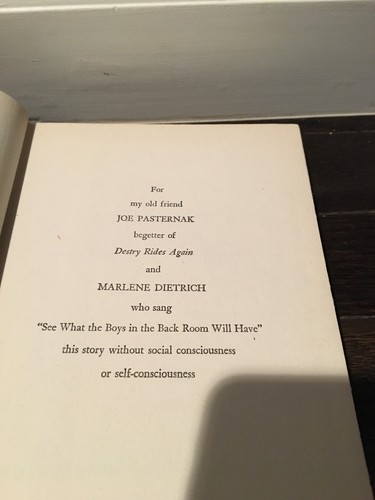 For
my old friend
JOE PASTERNAK
begetter of
Destry Rides Again
and
MARLENE DIETRICH
who sang
"See What the Boys in the Back Room Will Have"
this story without social consciousness
or self-consciousness